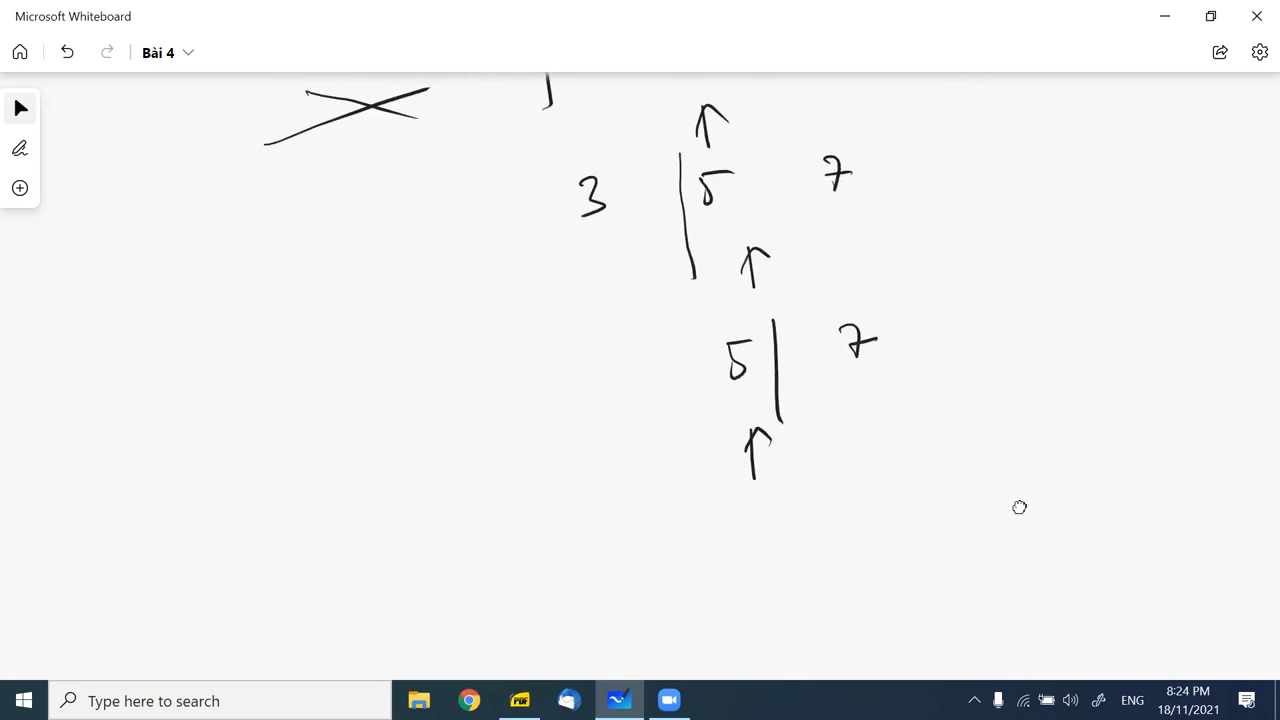 Microsoft Whiteboard
Bài 4
3 5 7
5 7
Type here to search
PDF
ENG
8:24 PM
18/11/2021